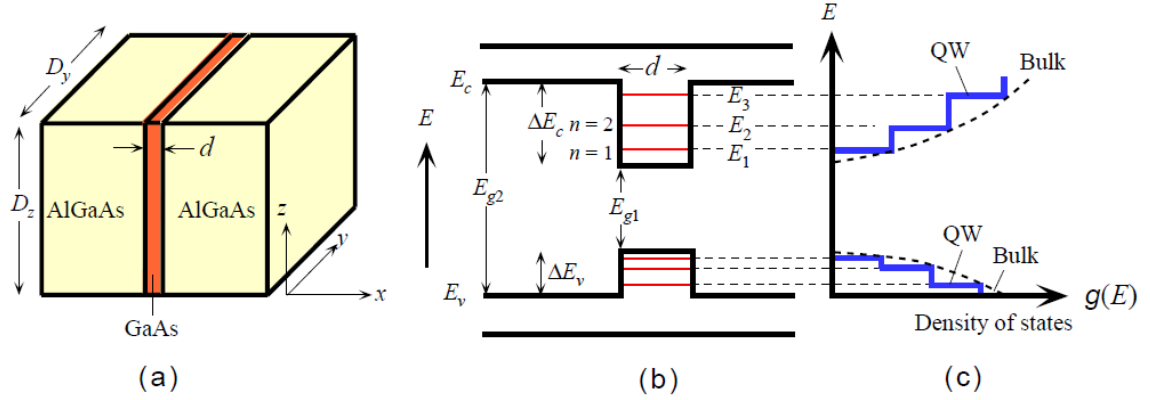 D_y
d
D_z
AlGaAs
AlGaAs
z
y
x
GaAs
(a)
E
d
E_c
ΔE_c
n = 2
n = 1
E_3
E_2
E_1
E_g2
E_g1
ΔE_v
E_v
(b)
E
QW
Bulk
QW
Bulk
g(E)
Density of states
(c)